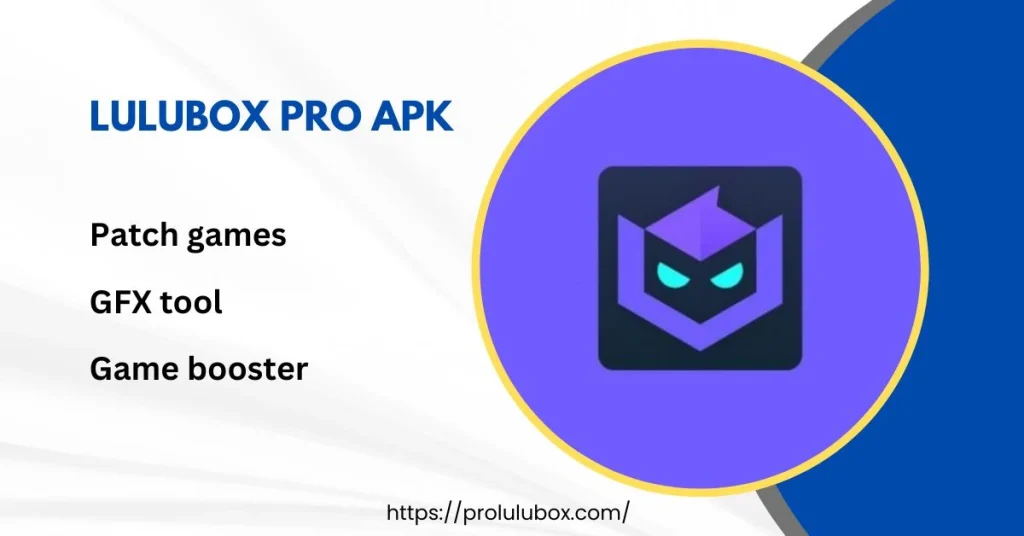 LULUBOX PRO APK
Patch games
GFX tool
Game booster
https://prolulubox.com/